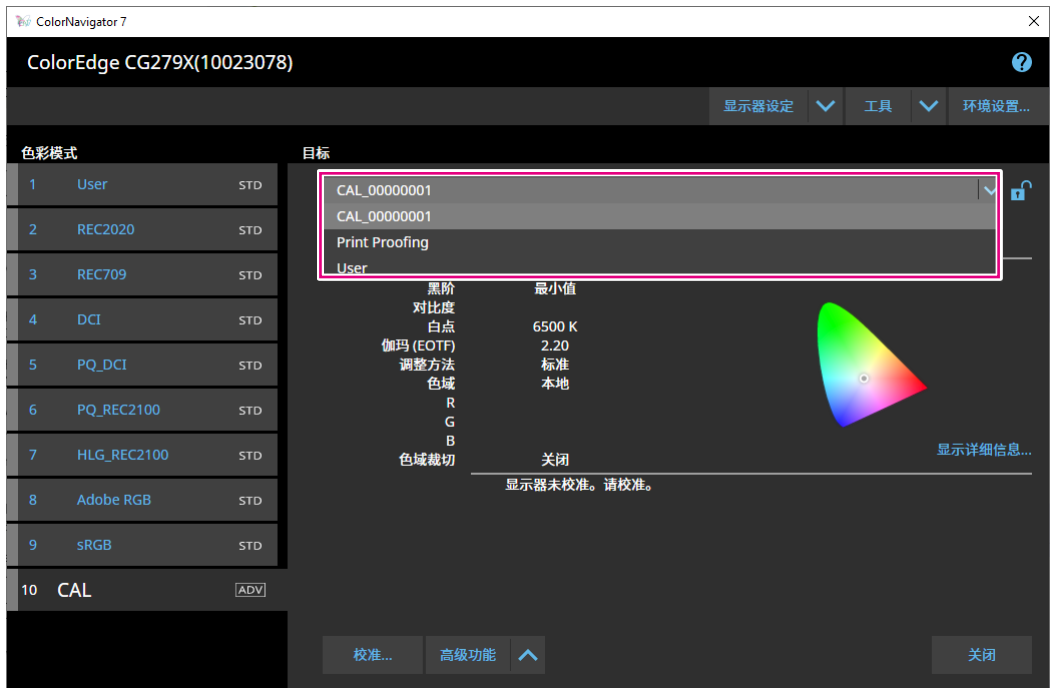 ColorNavigator 7
ColorEdge CG279X(10023078)
显示器设定 工具 环境设置...
色彩模式
1 User STD
2 REC2020 STD
3 REC709 STD
4 DCI STD
5 PQ_DCI STD
6 PQ_REC2100 STD
7 HLG_REC2100 STD
8 Adobe RGB STD
9 sRGB STD
10 CAL ADV
目标
CAL_00000001
CAL_00000001
Print Proofing
User
黑阶 最小值
对比度
白点 6500 K
伽玛 (EOTF) 2.20
调整方法 标准
色域 本地
R
G
B
色域裁切 关闭
显示详细信息...
显示器未校准。请校准。
校准... 高级功能 关闭